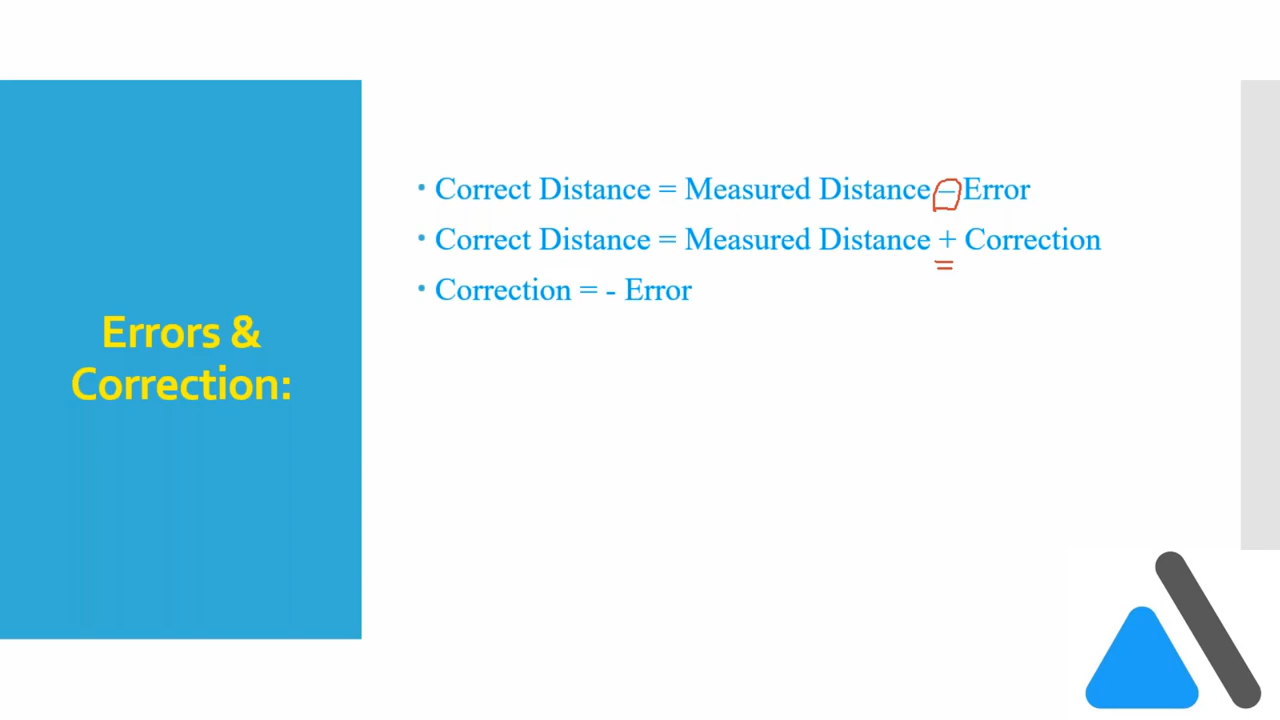 Errors &
Correction:
• Correct Distance = Measured Distance – Error
• Correct Distance = Measured Distance + Correction
• Correction = - Error